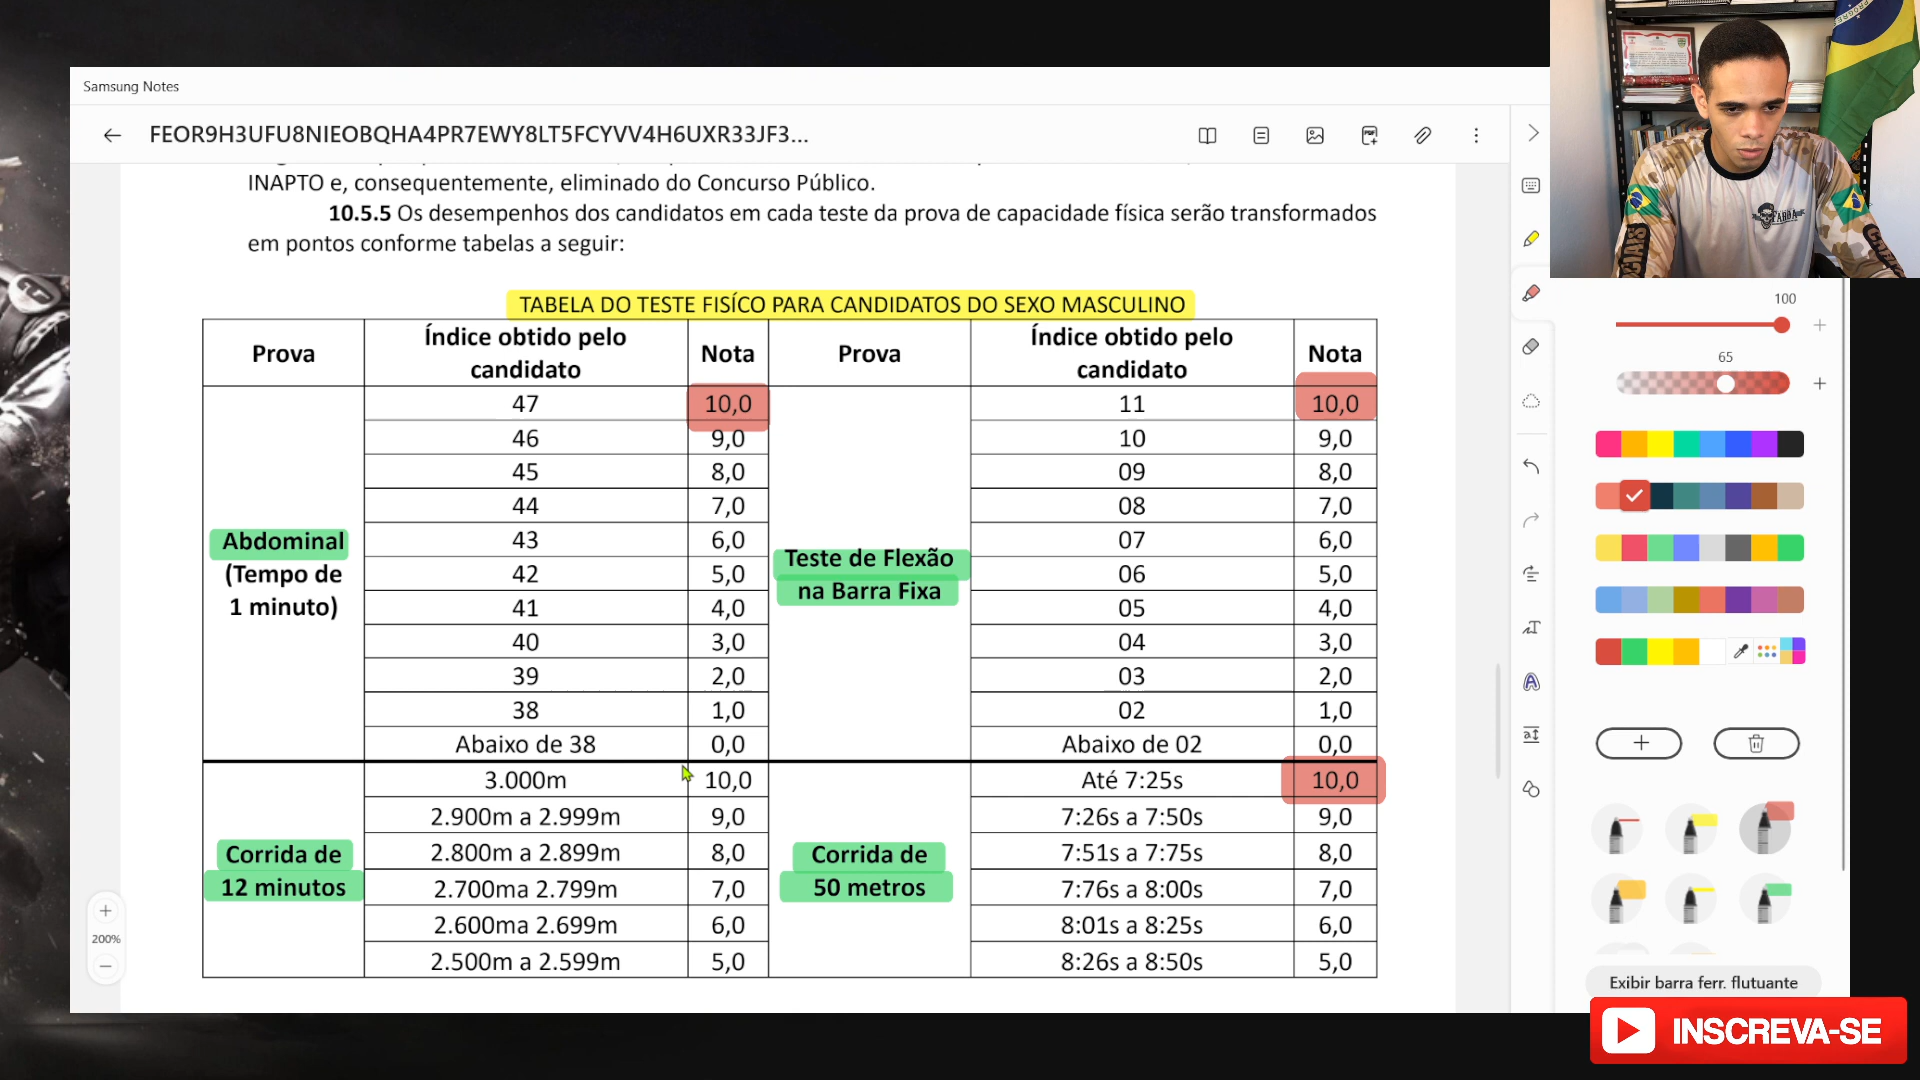 Samsung Notes
FEOR9H3UFU8NIEOBQHA4PR7EWY8LT5FCYVV4H6UXR33JF3...
INAPTO e, consequentemente, eliminado do Concurso Público.
10.5.5 Os desempenhos dos candidatos em cada teste da prova de capacidade física serão transformados
em pontos conforme tabelas a seguir:
TABELA DO TESTE FISÍCO PARA CANDIDATOS DO SEXO MASCULINO
Prova Índice obtido pelo candidato Nota Prova Índice obtido pelo candidato Nota
47 10,0 11 10,0
46 9,0 10 9,0
45 8,0 09 8,0
44 7,0 08 7,0
Abdominal
(Tempo de
1 minuto)
43 6,0 07 6,0
Teste de Flexão
na Barra Fixa
42 5,0 06 5,0
41 4,0 05 4,0
40 3,0 04 3,0
39 2,0 03 2,0
38 1,0 02 1,0
Abaixo de 38 0,0 Abaixo de 02 0,0
3.000m 10,0 Até 7:25s 10,0
2.900m a 2.999m 9,0 7:26s a 7:50s 9,0
Corrida de
12 minutos
2.800m a 2.899m 8,0 7:51s a 7:75s 8,0
Corrida de
50 metros
2.700ma 2.799m 7,0 7:76s a 8:00s 7,0
2.600ma 2.699m 6,0 8:01s a 8:25s 6,0
2.500m a 2.599m 5,0 8:26s a 8:50s 5,0
200%
100
65
Exibir barra ferr. flutuante
INSCREVA-SE